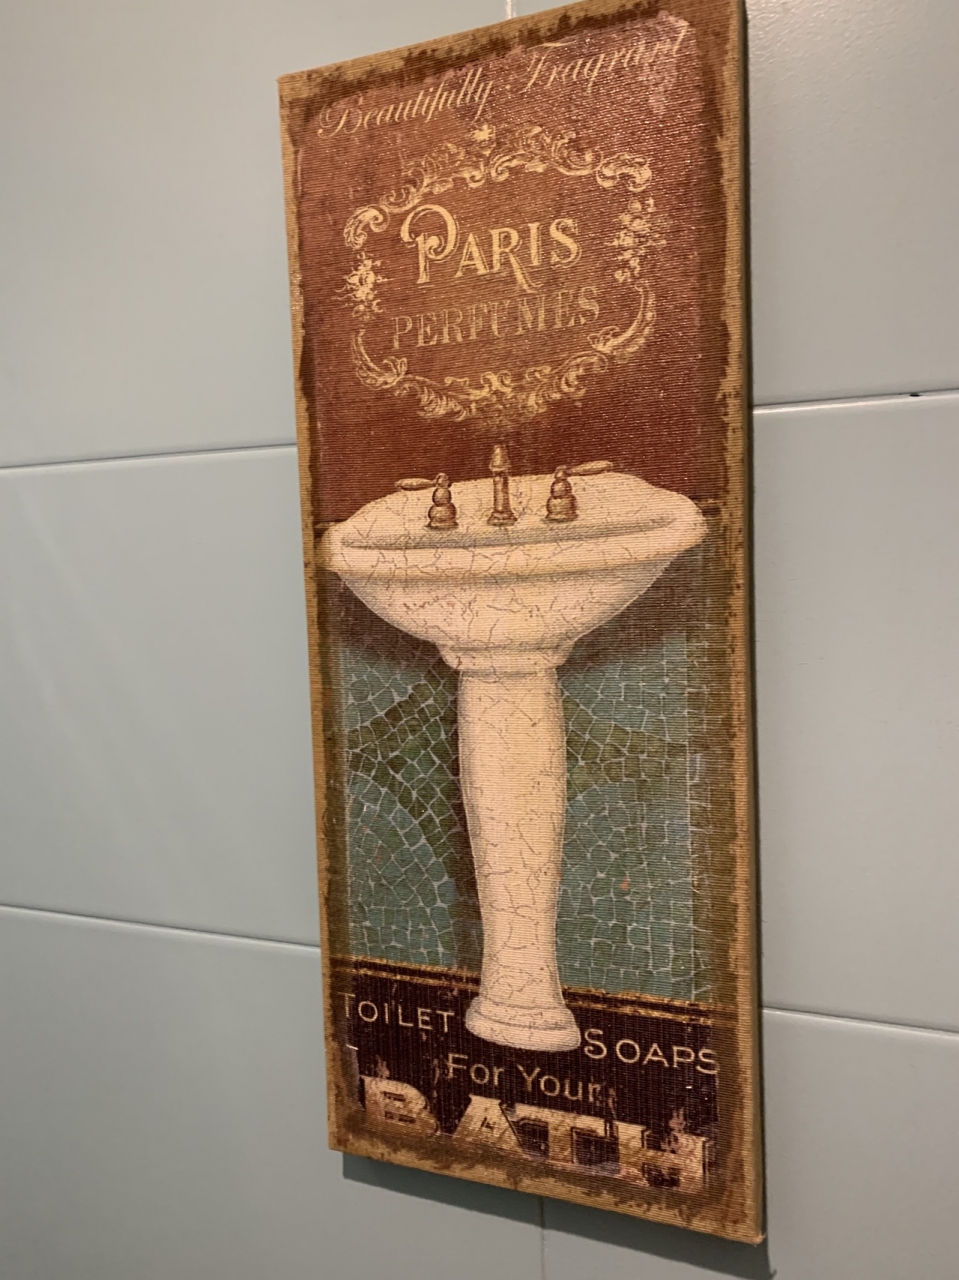 Beautifully Fragrant
PARIS
PERFUMES
TOILET SOAPS
For Your
BATH